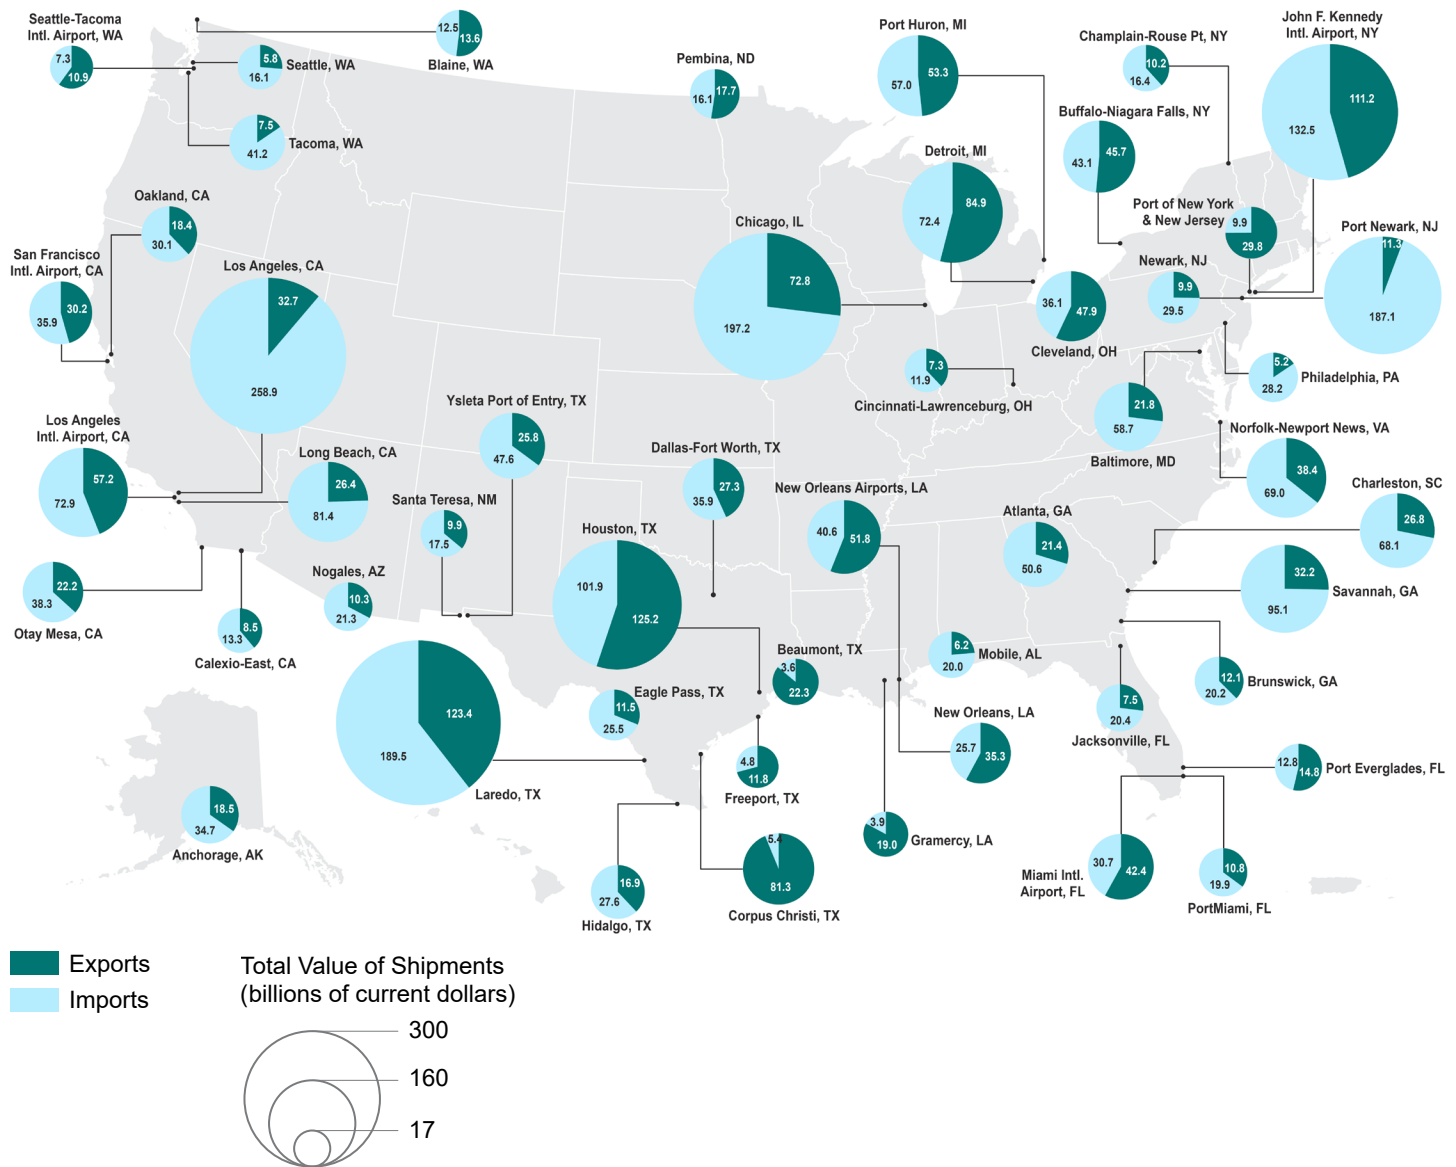 Seattle-Tacoma
Intl. Airport, WA
7.3
10.9
5.8
16.1
Seattle, WA
12.5
13.6
Blaine, WA
7.5
41.2
Tacoma, WA
Pembina, ND
16.1
17.7
Port Huron, MI
57.0
53.3
Champlain-Rouse Pt, NY
10.2
16.4
John F. Kennedy
Intl. Airport, NY
111.2
132.5
Buffalo-Niagara Falls, NY
43.1
45.7
Detroit, MI
72.4
84.9
Oakland, CA
18.4
30.1
Chicago, IL
72.8
197.2
Port of New York
& New Jersey
9.9
29.8
Port Newark, NJ
11.3
187.1
San Francisco
Intl. Airport, CA
30.2
35.9
Los Angeles, CA
32.7
258.9
Newark, NJ
9.9
29.5
36.1
47.9
Cleveland, OH
7.3
11.9
Cincinnati-Lawrenceburg, OH
5.2
28.2
Philadelphia, PA
21.8
58.7
Baltimore, MD
Ysleta Port of Entry, TX
25.8
47.6
Los Angeles
Intl. Airport, CA
57.2
72.9
Long Beach, CA
26.4
81.4
Dallas-Fort Worth, TX
27.3
35.9
Norfolk-Newport News, VA
38.4
69.0
Santa Teresa, NM
9.9
17.5
New Orleans Airports, LA
40.6
51.8
Atlanta, GA
21.4
50.6
Charleston, SC
26.8
68.1
Houston, TX
101.9
125.2
Nogales, AZ
10.3
21.3
22.2
38.3
Otay Mesa, CA
8.5
13.3
Calexio-East, CA
32.2
95.1
Savannah, GA
Beaumont, TX
3.6
22.3
6.2
20.0
Mobile, AL
12.1
20.2
Brunswick, GA
123.4
189.5
Laredo, TX
Eagle Pass, TX
11.5
25.5
7.5
20.4
Jacksonville, FL
New Orleans, LA
25.7
35.3
4.8
11.8
Freeport, TX
12.8
14.8
Port Everglades, FL
18.5
34.7
Anchorage, AK
3.9
19.0
Gramercy, LA
5.4
81.3
Corpus Christi, TX
16.9
27.6
Hidalgo, TX
30.7
42.4
Miami Intl.
Airport, FL
10.8
19.9
PortMiami, FL
Exports
Imports
Total Value of Shipments
(billions of current dollars)
300
160
17